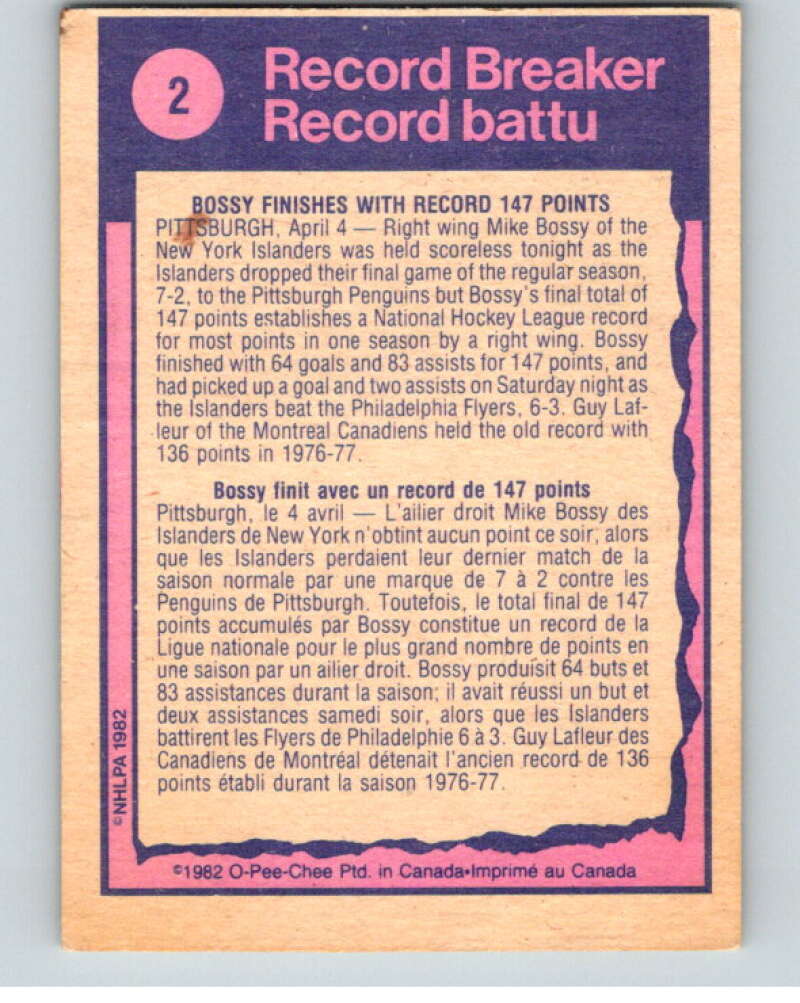 2
Record Breaker
Record battu
BOSSY FINISHES WITH RECORD 147 POINTS
PITTSBURGH, April 4 — Right wing Mike Bossy of the
New York Islanders was held scoreless tonight as the
Islanders dropped their final game of the regular season,
7-2, to the Pittsburgh Penguins but Bossy's final total of
147 points establishes a National Hockey League record
for most points in one season by a right wing. Bossy
finished with 64 goals and 83 assists for 147 points, and
had picked up a goal and two assists on Saturday night as
the Islanders beat the Philadelphia Flyers, 6-3. Guy Laf-
leur of the Montreal Canadiens held the old record with
136 points in 1976-77.
Bossy finit avec un record de 147 points
Pittsburgh, le 4 avril — L'ailier droit Mike Bossy des
Islanders de New York n'obtint aucun point ce soir, alors
que les Islanders perdaient leur dernier match de la
saison normale par une marque de 7 à 2 contre les
Penguins de Pittsburgh. Toutefois, le total final de 147
points accumulés par Bossy constitue un record de la
Ligue nationale pour le plus grand nombre de points en
une saison par un ailier droit. Bossy produisit 64 buts et
83 assistances durant la saison; il avait réussi un but et
deux assistances samedi soir, alors que les Islanders
battirent les Flyers de Philadelphie 6 à 3. Guy Lafleur des
Canadiens de Montréal détenait l'ancien record de 136
points établi durant la saison 1976-77.
©NHLPA 1982
©1982 O-Pee-Chee Ptd. in Canada•Imprimé au Canada